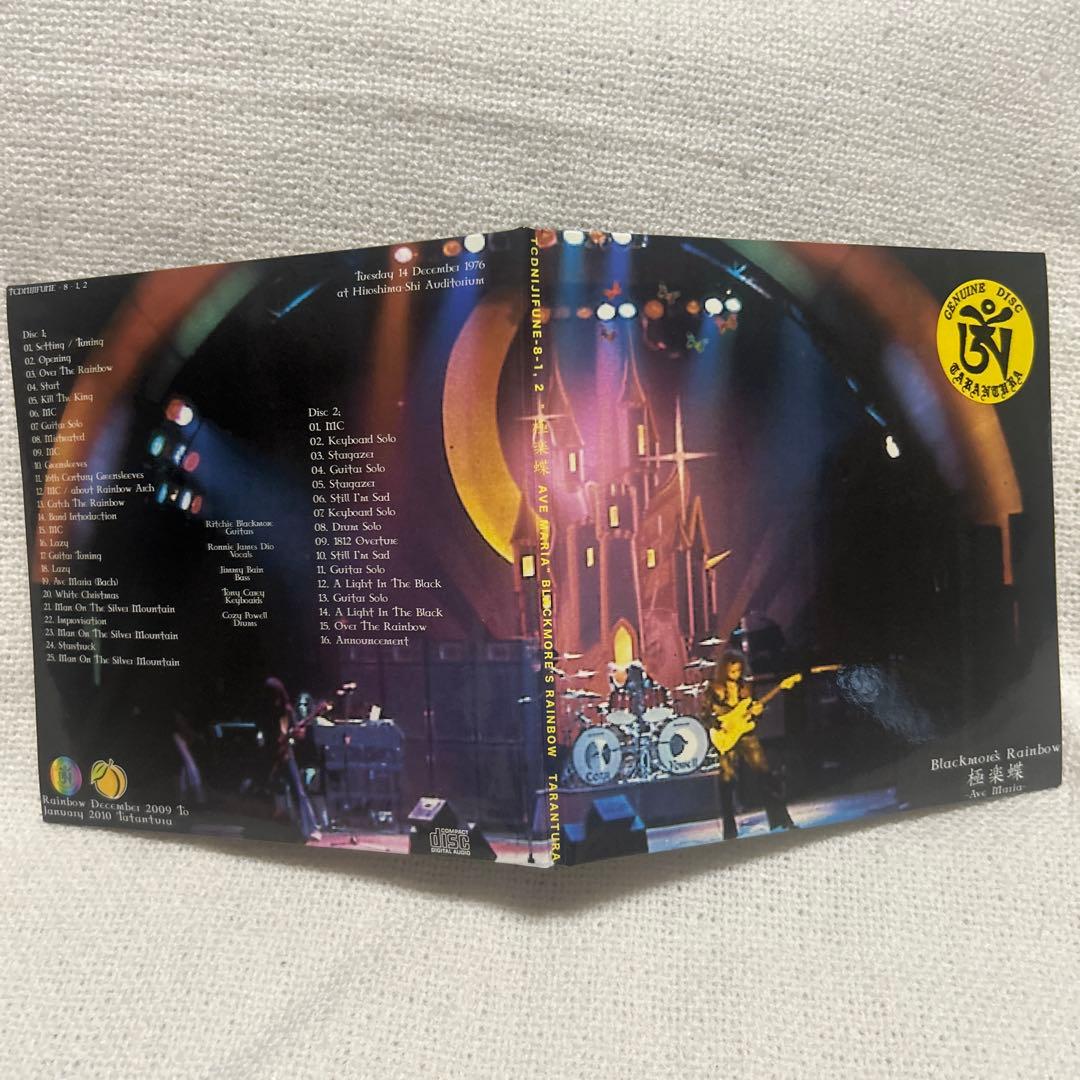 TCDNIJIFUNE - 8 - 1, 2
Tuesday 14 December 1976
at Hiroshima-Shi Auditorium
Disc 1;
01. Setting / Tuning
02. Opening
03. Over The Rainbow
04. Start
05. Kill The King
06. MC
07. Guitar Solo
08. Mistreated
09. MC
10. Greensleeves
11. 16th Century Greensleeves
12. MC / about Rainbow Arch
13. Catch The Rainbow
14. Band Introduction
15. MC
16. Lazy
17. Guitar Tuning
18. Lazy
19. Ave Maria (Bach)
20. White Christmas
21. Man On The Silver Mountain
22. Improvisation
23. Man On The Silver Mountain
24. Starstruck
25. Man On The Silver Mountain
Ritchie Blackmore
Guitars
Ronnie James Dio
Vocals
Jimmy Bain
Bass
Tony Carey
Keyboards
Cozy Powell
Drums
Disc 2;
01. MC
02. Keyboard Solo
03. Stargazer
04. Guitar Solo
05. Stargazer
06. Still I'm Sad
07. Keyboard Solo
08. Drum Solo
09. 1812 Overture
10. Still I'm Sad
11. Guitar Solo
12. A Light In The Black
13. Guitar Solo
14. A Light In The Black
15. Over The Rainbow
16. Announcement
Rainbow December 2009 To
January 2010 Tarantura
COMPACT
disc
DIGITAL AUDIO
TCDNIJIFUNE-8-1, 2 - 極楽蝶 AVE MARIA" BLACKMORE'S RAINBOW TARANTURA
GENUINE DISC
TARANTURA
Cozy
Powell
Blackmore's Rainbow
極楽蝶
-Ave Maria-